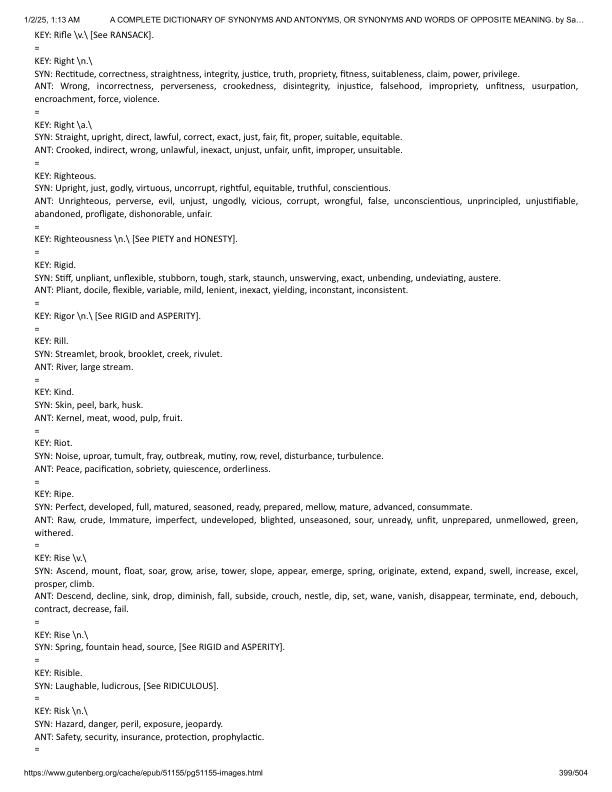 1/2/25, 1:13 AM A COMPLETE DICTIONARY OF SYNONYMS AND ANTONYMS, OR SYNONYMS AND WORDS OF OPPOSITE MEANING. by Sa…
KEY: Rifle \v.\ [See RANSACK].
=
KEY: Right \n.\
SYN: Rectitude, correctness, straightness, integrity, justice, truth, propriety, fitness, suitableness, claim, power, privilege.
ANT: Wrong, incorrectness, perverseness, crookedness, disintegrity, injustice, falsehood, impropriety, unfitness, usurpation,
encroachment, force, violence.
=
KEY: Right \a.\
SYN: Straight, upright, direct, lawful, correct, exact, just, fair, fit, proper, suitable, equitable.
ANT: Crooked, indirect, wrong, unlawful, inexact, unjust, unfair, unfit, improper, unsuitable.
=
KEY: Righteous.
SYN: Upright, just, godly, virtuous, uncorrupt, rightful, equitable, truthful, conscientious.
ANT: Unrighteous, perverse, evil, unjust, ungodly, vicious, corrupt, wrongful, false, unconscientious, unprincipled, unjustifiable,
abandoned, profligate, dishonorable, unfair.
=
KEY: Righteousness \n.\ [See PIETY and HONESTY].
=
KEY: Rigid.
SYN: Stiff, unpliant, unflexible, stubborn, tough, stark, staunch, unswerving, exact, unbending, undeviating, austere.
ANT: Pliant, docile, flexible, variable, mild, lenient, inexact, yielding, inconstant, inconsistent.
=
KEY: Rigor \n.\ [See RIGID and ASPERITY].
=
KEY: Rill.
SYN: Streamlet, brook, brooklet, creek, rivulet.
ANT: River, large stream.
=
KEY: Kind.
SYN: Skin, peel, bark, husk.
ANT: Kernel, meat, wood, pulp, fruit.
=
KEY: Riot.
SYN: Noise, uproar, tumult, fray, outbreak, mutiny, row, revel, disturbance, turbulence.
ANT: Peace, pacification, sobriety, quiescence, orderliness.
=
KEY: Ripe.
SYN: Perfect, developed, full, matured, seasoned, ready, prepared, mellow, mature, advanced, consummate.
ANT: Raw, crude, Immature, imperfect, undeveloped, blighted, unseasoned, sour, unready, unfit, unprepared, unmellowed, green,
withered.
=
KEY: Rise \v.\
SYN: Ascend, mount, float, soar, grow, arise, tower, slope, appear, emerge, spring, originate, extend, expand, swell, increase, excel,
prosper, climb.
ANT: Descend, decline, sink, drop, diminish, fall, subside, crouch, nestle, dip, set, wane, vanish, disappear, terminate, end, debouch,
contract, decrease, fail.
=
KEY: Rise \n.\
SYN: Spring, fountain head, source, [See RIGID and ASPERITY].
=
KEY: Risible.
SYN: Laughable, ludicrous, [See RIDICULOUS].
=
KEY: Risk \n.\
SYN: Hazard, danger, peril, exposure, jeopardy.
ANT: Safety, security, insurance, protection, prophylactic.
=
https://www.gutenberg.org/cache/epub/51155/pg51155-images.html 399/504